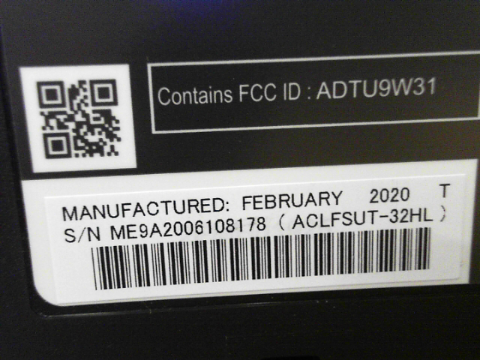 Contains FCC ID : ADTU9W31
MANUFACTURED: FEBRUARY 2020 T
S/N ME9A2006108178 ( ACLFSUT-32HL )